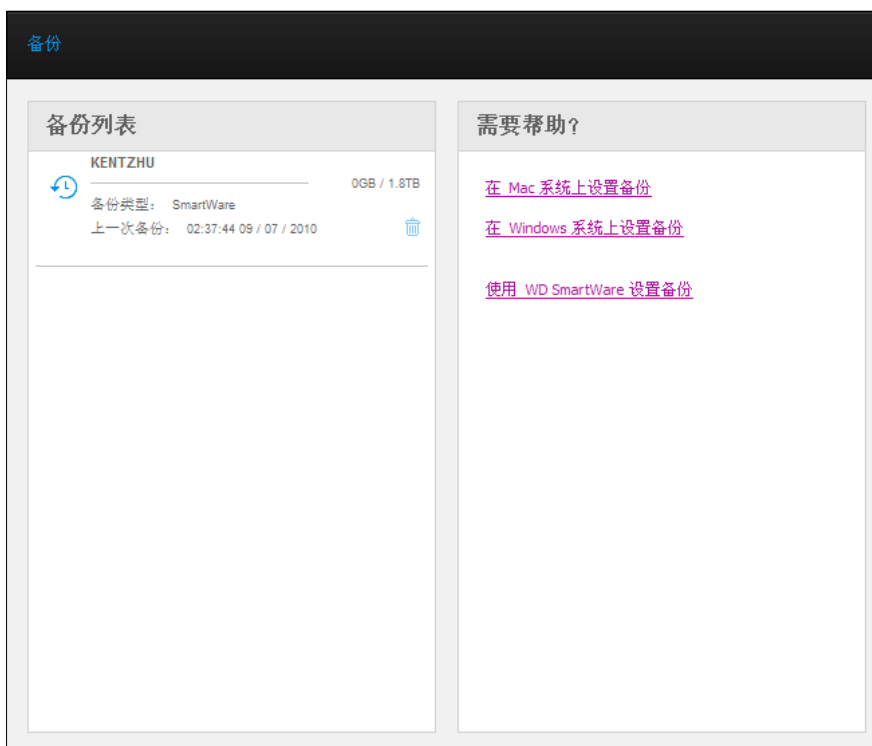 备份
备份列表
KENTZHU
0GB / 1.8TB
备份类型： SmartWare
上一次备份： 02:37:44 09 / 07 / 2010
需要帮助?
在 Mac 系统上设置备份
在 Windows 系统上设置备份
使用 WD SmartWare 设置备份